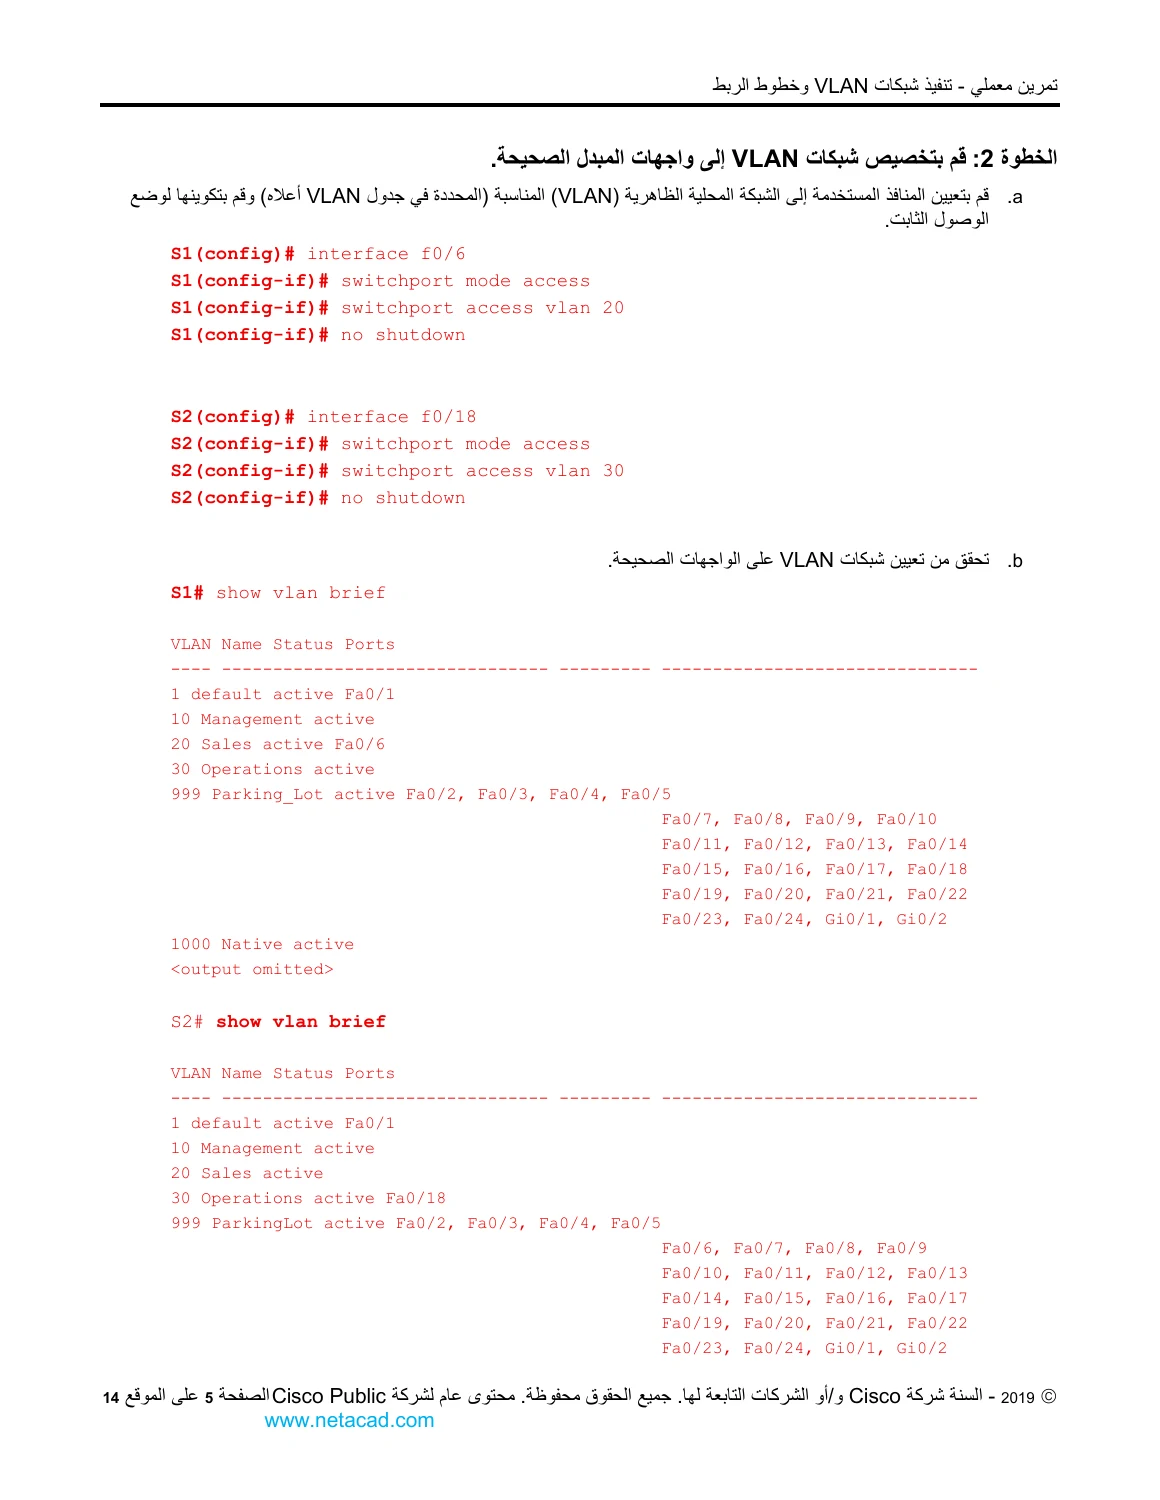 تمرين معملي - تنفيذ شبكات VLAN وخطوط الربط
الخطوة 2: قم بتخصيص شبكات VLAN إلى واجهات المبدل الصحيحة.
a. قم بتعيين المنافذ المستخدمة إلى الشبكة المحلية الظاهرية (VLAN) المناسبة (المحددة في جدول VLAN أعلاه) وقم بتكوينها لوضع
الوصول الثابت.
S1(config)# interface f0/6
S1(config-if)# switchport mode access
S1(config-if)# switchport access vlan 20
S1(config-if)# no shutdown
S2(config)# interface f0/18
S2(config-if)# switchport mode access
S2(config-if)# switchport access vlan 30
S2(config-if)# no shutdown
b. تحقق من تعيين شبكات VLAN على الواجهات الصحيحة.
S1# show vlan brief
VLAN Name Status Ports
---- -------------------------------- --------- -------------------------------
1 default active Fa0/1
10 Management active
20 Sales active Fa0/6
30 Operations active
999 Parking_Lot active Fa0/2, Fa0/3, Fa0/4, Fa0/5
Fa0/7, Fa0/8, Fa0/9, Fa0/10
Fa0/11, Fa0/12, Fa0/13, Fa0/14
Fa0/15, Fa0/16, Fa0/17, Fa0/18
Fa0/19, Fa0/20, Fa0/21, Fa0/22
Fa0/23, Fa0/24, Gi0/1, Gi0/2
1000 Native active
<output omitted>
S2# show vlan brief
VLAN Name Status Ports
---- -------------------------------- --------- -------------------------------
1 default active Fa0/1
10 Management active
20 Sales active
30 Operations active Fa0/18
999 ParkingLot active Fa0/2, Fa0/3, Fa0/4, Fa0/5
Fa0/6, Fa0/7, Fa0/8, Fa0/9
Fa0/10, Fa0/11, Fa0/12, Fa0/13
Fa0/14, Fa0/15, Fa0/16, Fa0/17
Fa0/19, Fa0/20, Fa0/21, Fa0/22
Fa0/23, Fa0/24, Gi0/1, Gi0/2
© 2019 - السنة شركة Cisco و/أو الشركات التابعة لها. جميع الحقوق محفوظة. محتوى عام لشركة Cisco Public الصفحة 5 على الموقع 14
www.netacad.com